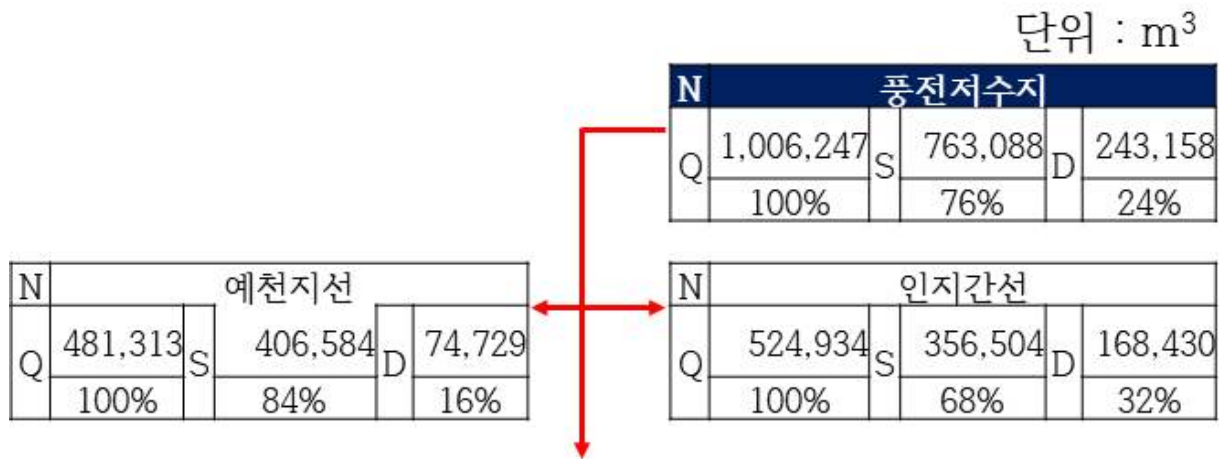 단위 : m³
N 풍전저수지
Q 1,006,247 S 763,088 D 243,158
100% 76% 24%
N 예천지선
Q 481,313 S 406,584 D 74,729
100% 84% 16%
N 인지간선
Q 524,934 S 356,504 D 168,430
100% 68% 32%